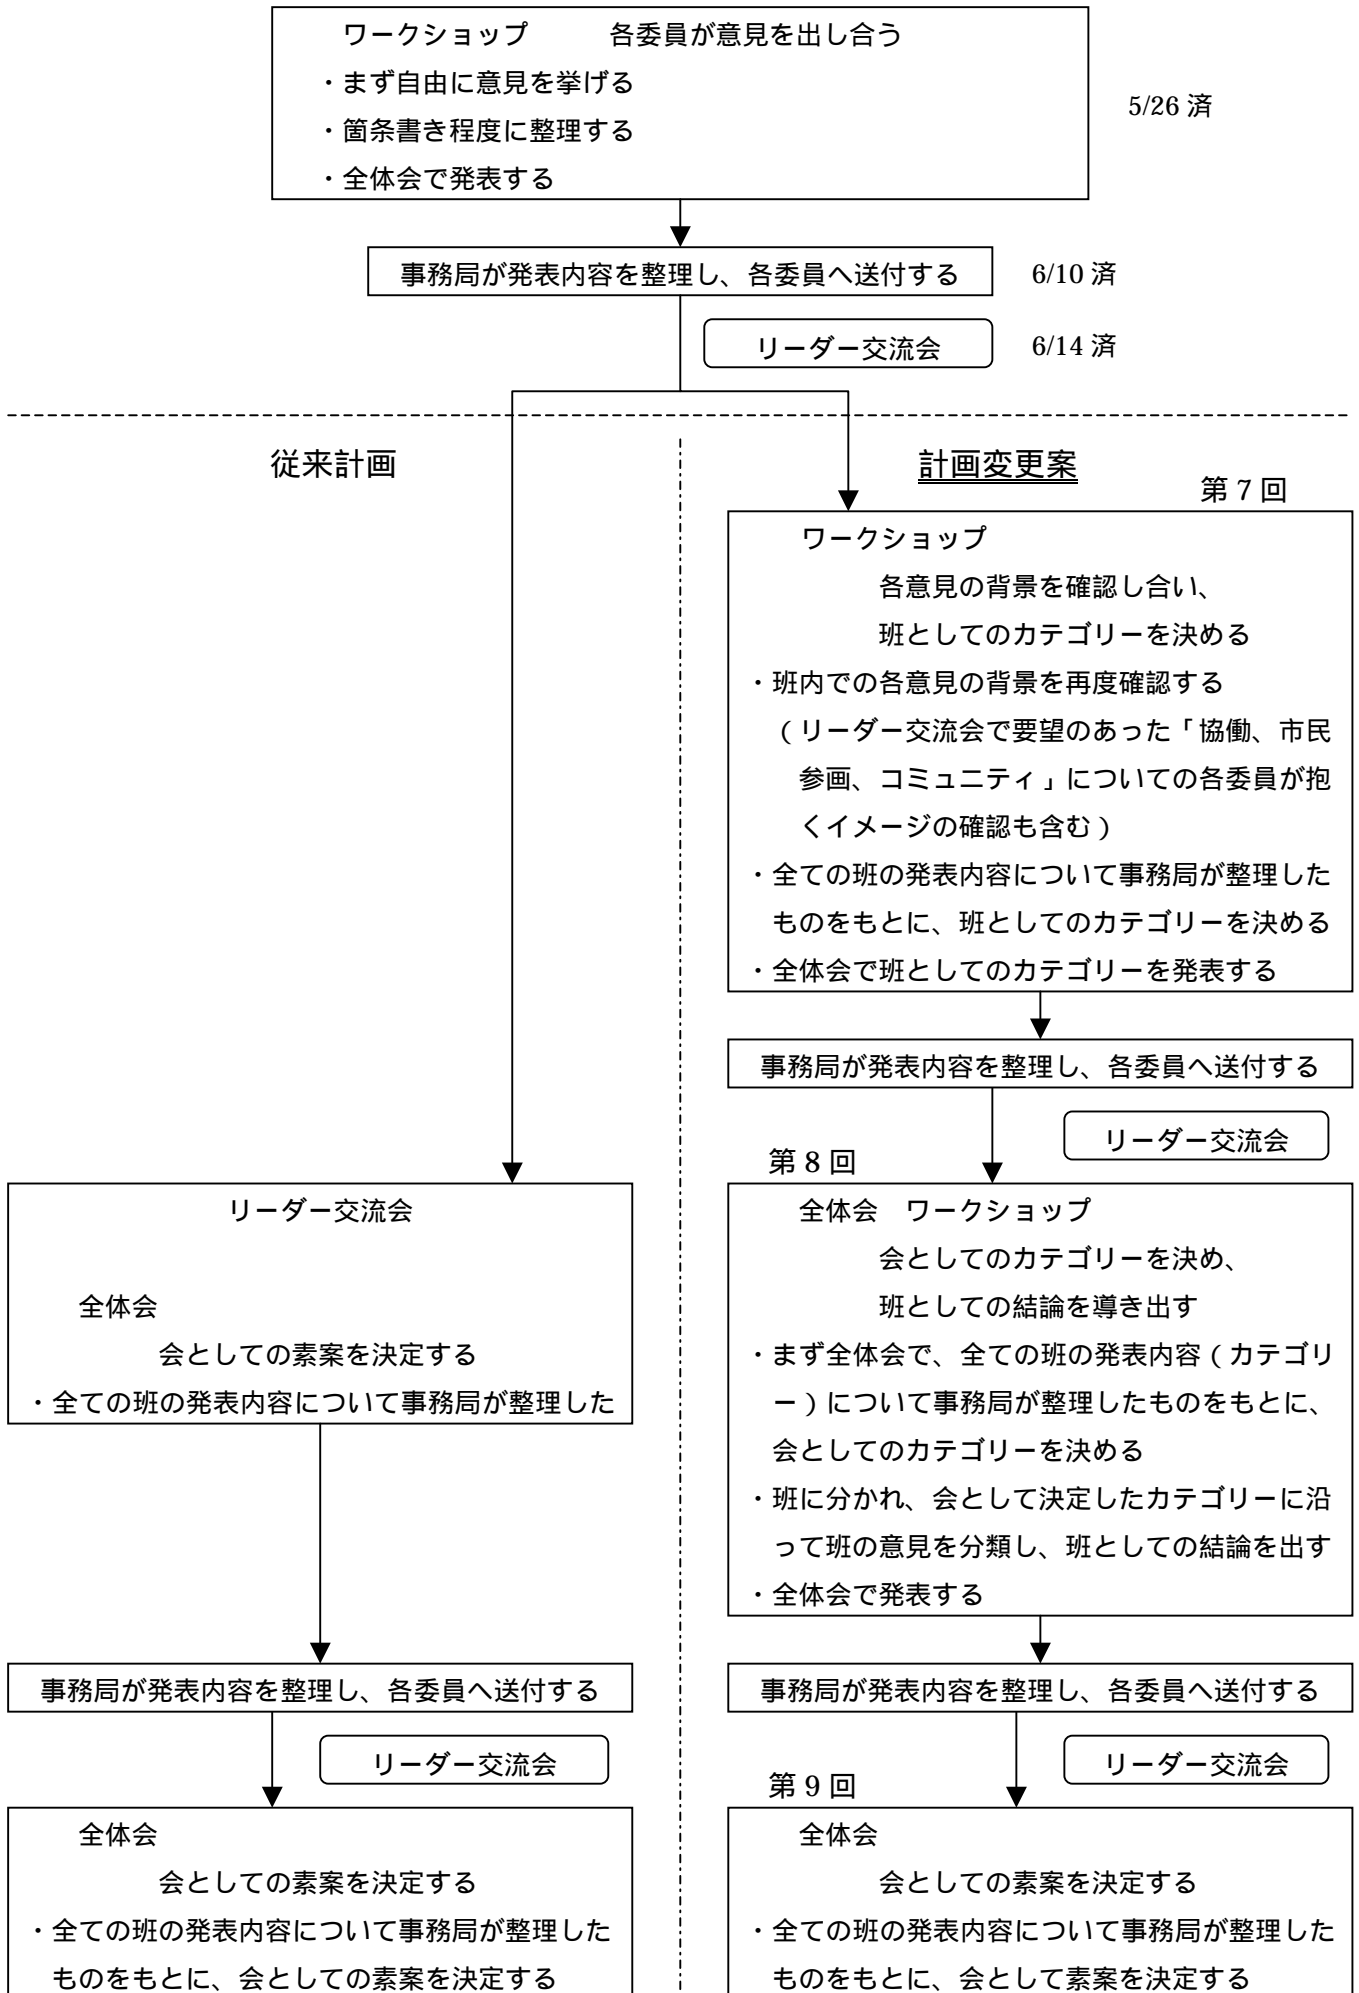 ワークショップ　　各委員が意見を出し合う
・まず自由に意見を挙げる
・箇条書き程度に整理する
・全体会で発表する
5/26 済
事務局が発表内容を整理し、各委員へ送付する
6/10 済
リーダー交流会
6/14 済
従来計画
リーダー交流会
全体会
会としての素案を決定する
・全ての班の発表内容について事務局が整理した
事務局が発表内容を整理し、各委員へ送付する
リーダー交流会
全体会
会としての素案を決定する
・全ての班の発表内容について事務局が整理した
ものをもとに、会としての素案を決定する
計画変更案
第 7 回
ワークショップ
各意見の背景を確認し合い、
班としてのカテゴリーを決める
・班内での各意見の背景を再度確認する
（リーダー交流会で要望のあった「協働、市民
参画、コミュニティ」についての各委員が抱
くイメージの確認も含む）
・全ての班の発表内容について事務局が整理した
ものをもとに、班としてのカテゴリーを決める
・全体会で班としてのカテゴリーを発表する
事務局が発表内容を整理し、各委員へ送付する
リーダー交流会
第 8 回
全体会　ワークショップ
会としてのカテゴリーを決め、
班としての結論を導き出す
・まず全体会で、全ての班の発表内容（カテゴリ
ー）について事務局が整理したものをもとに、
会としてのカテゴリーを決める
・班に分かれ、会として決定したカテゴリーに沿
って班の意見を分類し、班としての結論を出す
・全体会で発表する
事務局が発表内容を整理し、各委員へ送付する
リーダー交流会
第 9 回
全体会
会としての素案を決定する
・全ての班の発表内容について事務局が整理した
ものをもとに、会として素案を決定する